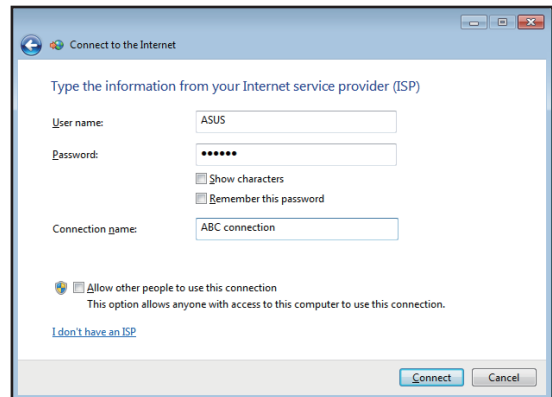 Connect to the Internet
Type the information from your Internet service provider (ISP)
User name: ASUS
Password: ••••••
Show characters
Remember this password
Connection name: ABC connection
Allow other people to use this connection
This option allows anyone with access to this computer to use this connection.
I don't have an ISP
Connect Cancel